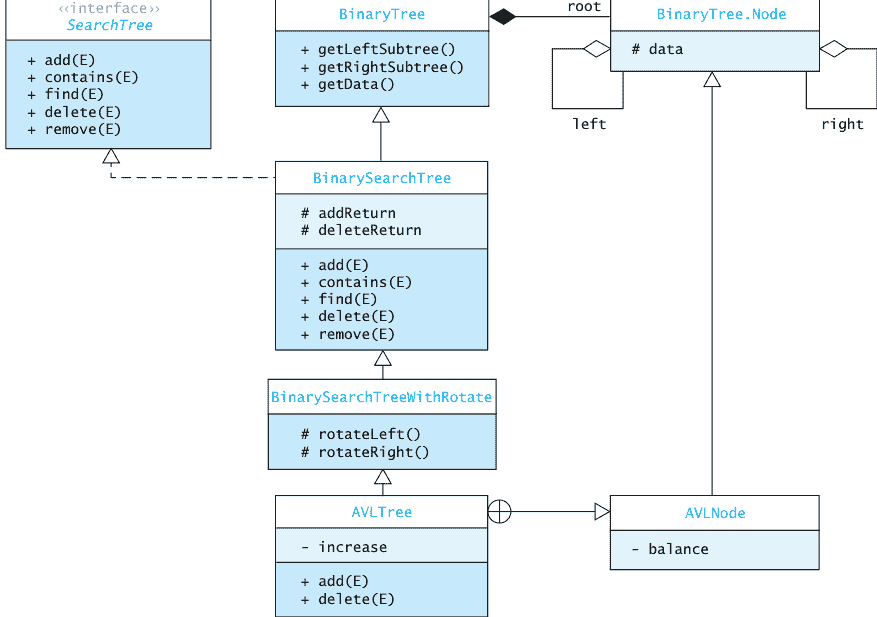 ‹‹interface››
SearchTree
+ add(E)
+ contains(E)
+ find(E)
+ delete(E)
+ remove(E)
BinaryTree
+ getLeftSubtree()
+ getRightSubtree()
+ getData()
root
BinaryTree.Node
# data
left
right
BinarySearchTree
# addReturn
# deleteReturn
+ add(E)
+ contains(E)
+ find(E)
+ delete(E)
+ remove(E)
BinarySearchTreeWithRotate
# rotateLeft()
# rotateRight()
AVLTree
- increase
+ add(E)
+ delete(E)
AVLNode
- balance